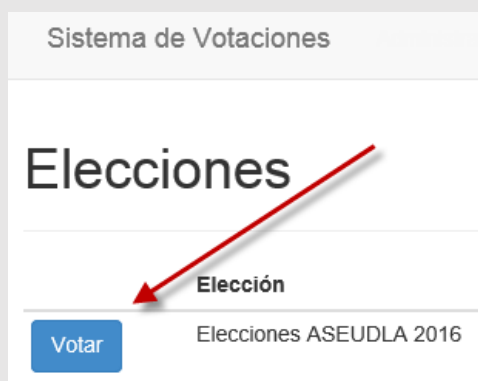 Sistema de Votaciones
Elecciones
Elección
Votar Elecciones ASEUDLA 2016